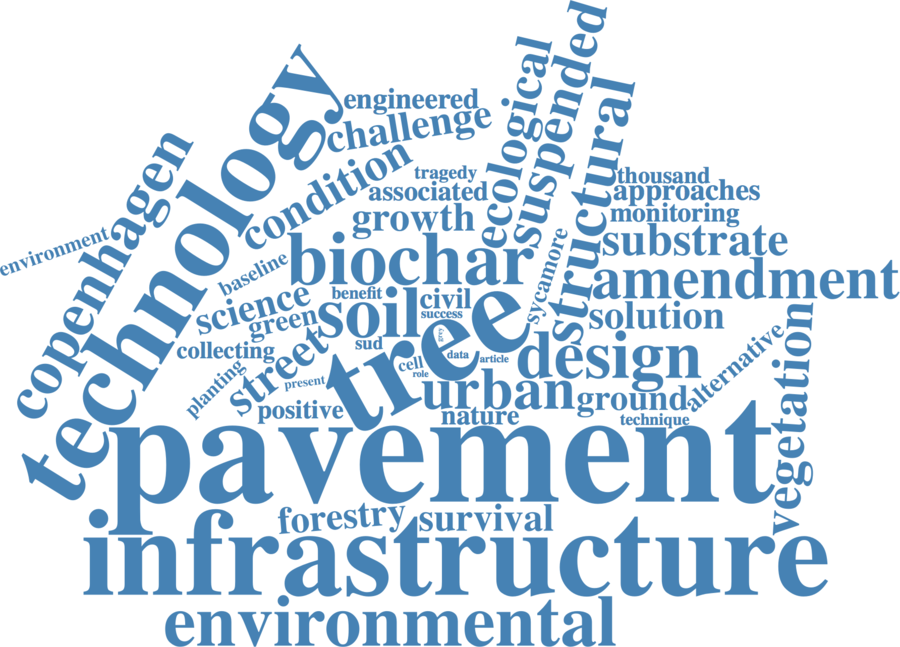 suspended
ecological
technology
structural
engineered
challenge
copenhagen
condition
tragedy
thousand
associated
approaches
growth
monitoring
environment
biochar
sycamore
substrate
baseline
amendment
science
benefit
civil
green
soil
success
solution
tree
collecting
sud
data
article
design
street
cell
role
alternative
planting
present
urban
ground
vegetation
positive
nature
technique
pavement
forestry
survival
infrastructure
environmental